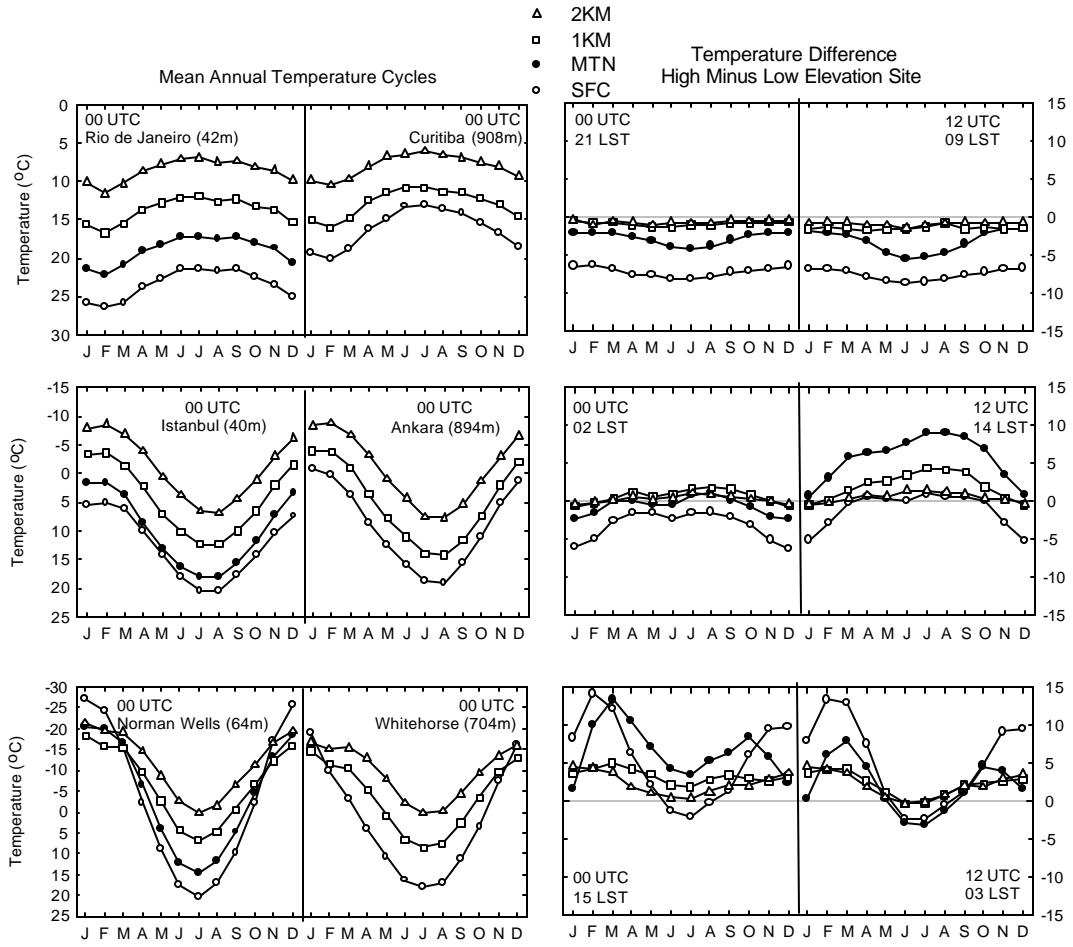 2KM
1KM
MTN
SFC
Mean Annual Temperature Cycles
Temperature Difference
High Minus Low Elevation Site
Temperature (°C)
0
5
10
15
20
25
30
00 UTC
Rio de Janeiro (42m)
00 UTC
Curitiba (908m)
J F M A M J J A S O N D
J F M A M J J A S O N D
00 UTC
21 LST
12 UTC
09 LST
15
10
5
0
-5
-10
-15
J F M A M J J A S O N D
J F M A M J J A S O N D
Temperature (°C)
-15
-10
-5
0
5
10
15
20
25
00 UTC
Istanbul (40m)
00 UTC
Ankara (894m)
J F M A M J J A S O N D
J F M A M J J A S O N D
00 UTC
02 LST
12 UTC
14 LST
15
10
5
0
-5
-10
-15
J F M A M J J A S O N D
J F M A M J J A S O N D
Temperature (°C)
-30
-20
-15
-10
0
5
10
15
20
25
00 UTC
Norman Wells (64m)
00 UTC
Whitehorse (704m)
J F M A M J J A S O N D
J F M A M J J A S O N D
00 UTC
15 LST
12 UTC
03 LST
15
10
5
0
-5
-10
-15
J F M A M J J A S O N D
J F M A M J J A S O N D